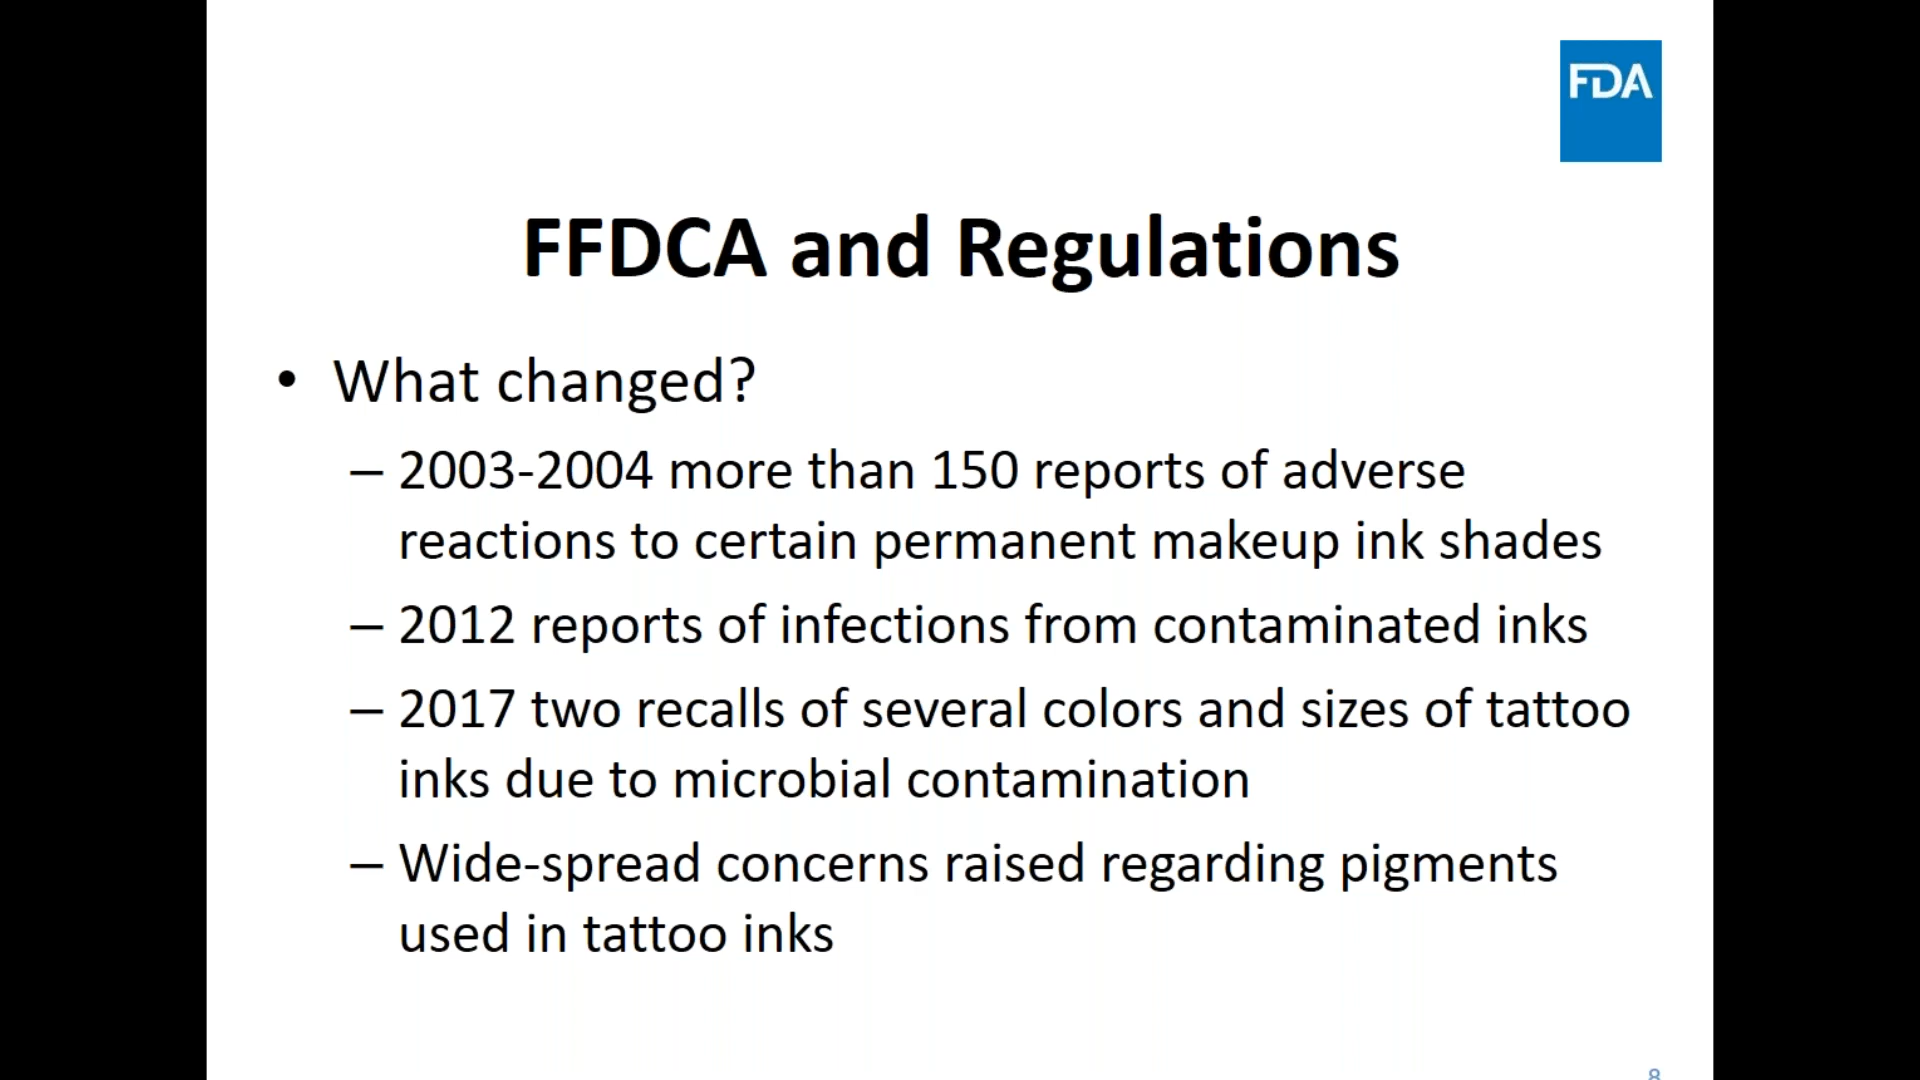 FDA
FFDCA and Regulations
• What changed?
– 2003-2004 more than 150 reports of adverse
reactions to certain permanent makeup ink shades
– 2012 reports of infections from contaminated inks
– 2017 two recalls of several colors and sizes of tattoo
inks due to microbial contamination
– Wide-spread concerns raised regarding pigments
used in tattoo inks
8